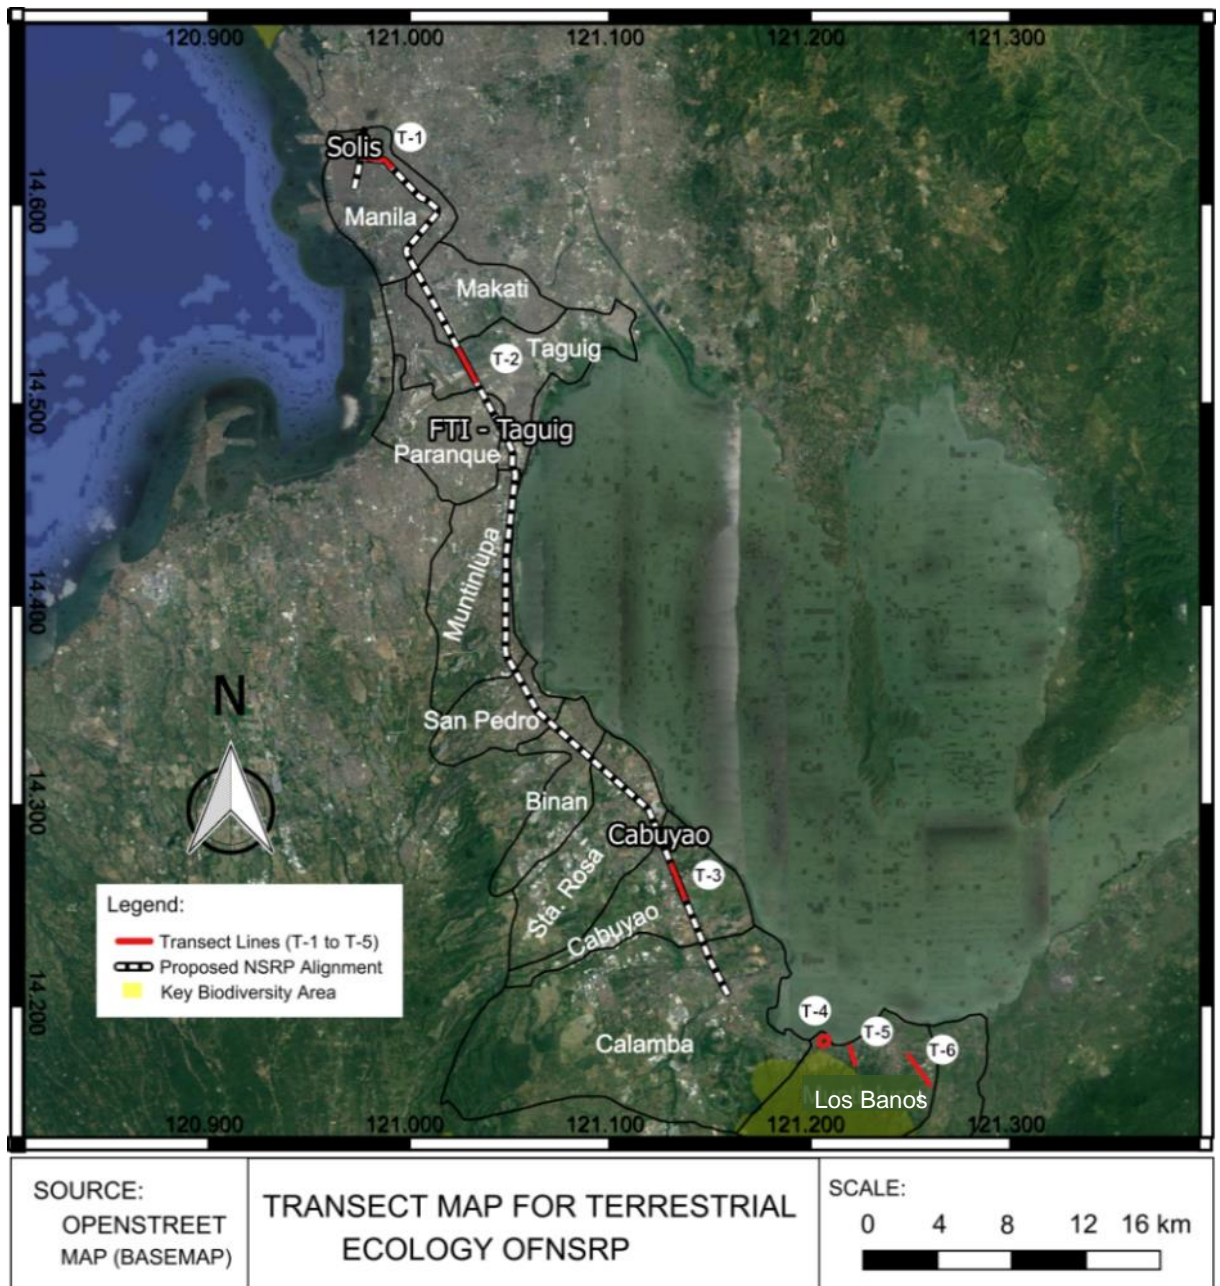 120.900 121.000 121.100 121.200 121.300
T-1
Solis
14.600
Manila
Makati
T-2
Taguig
14.500
FTI - Taguig
Paranque
Muntinlupa
14.400
N
San Pedro
Binan
14.300
Cabuyao
T-3
Sta. Rosa
Cabuyao
Legend:
Transect Lines (T-1 to T-5)
Proposed NSRP Alignment
Key Biodiversity Area
14.200
T-4
T-5
T-6
Calamba
Los Banos
120.900 121.000 121.100 121.200 121.300
SOURCE:
OPENSTREET
MAP (BASEMAP)
TRANSECT MAP FOR TERRESTRIAL
ECOLOGY OFNSRP
SCALE:
0 4 8 12 16 km